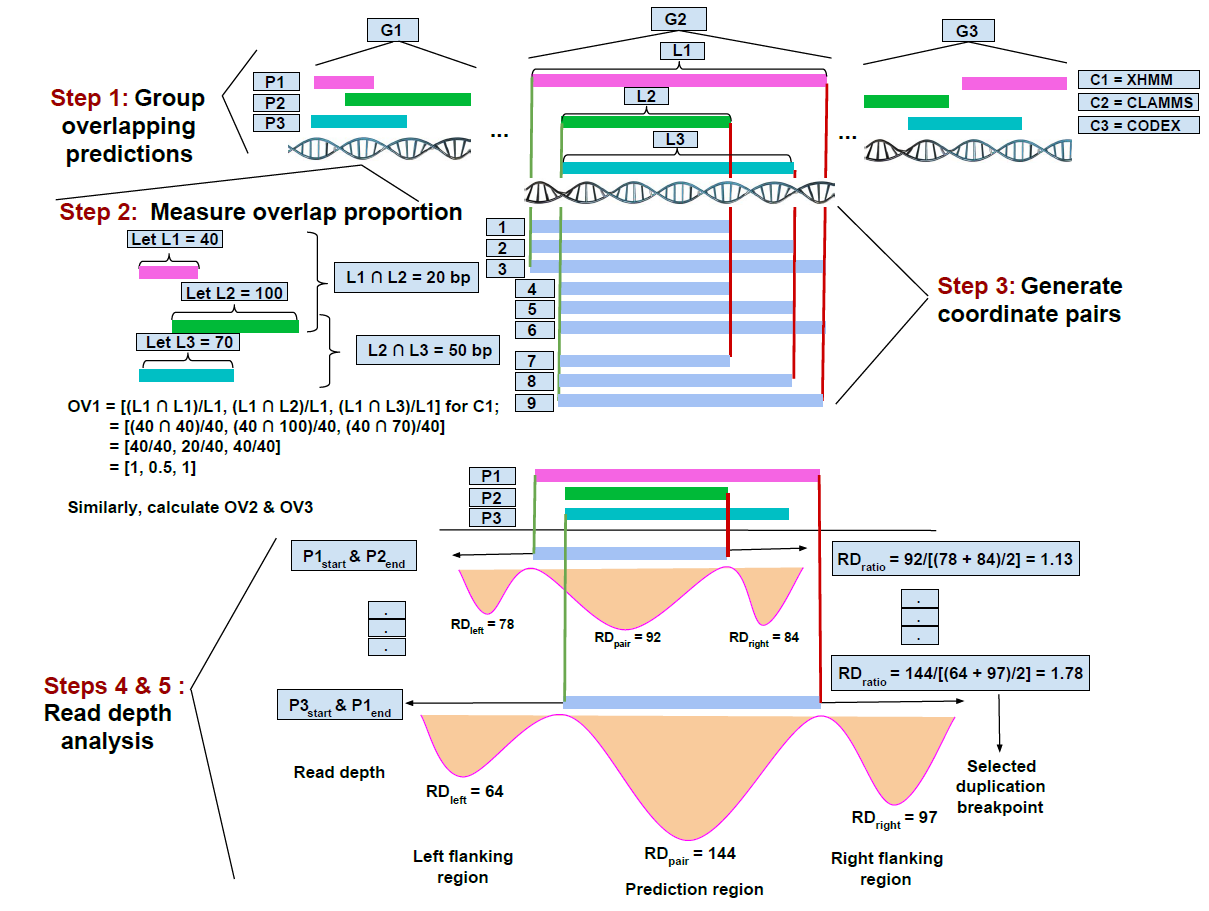 G1
G2
G3
L1
Step 1: Group
overlapping
predictions
P1
P2
P3
L2
L3
C1 = XHMM
C2 = CLAMMS
C3 = CODEX
...
...
Step 2: Measure overlap proportion
Let L1 = 40
Let L2 = 100
Let L3 = 70
L1 ∩ L2 = 20 bp
L2 ∩ L3 = 50 bp
1
2
3
4
5
6
7
8
9
Step 3: Generate
coordinate pairs
OV1 = [(L1 ∩ L1)/L1, (L1 ∩ L2)/L1, (L1 ∩ L3)/L1] for C1;
= [(40 ∩ 40)/40, (40 ∩ 100)/40, (40 ∩ 70)/40]
= [40/40, 20/40, 40/40]
= [1, 0.5, 1]
Similarly, calculate OV2 & OV3
P1
P2
P3
Steps 4 & 5 :
Read depth
analysis
P1start & P2end
.
.
.
P3start & P1end
RDleft = 78
RDpair = 92
RDright = 84
RDratio = 92/[(78 + 84)/2] = 1.13
.
.
.
RDratio = 144/[(64 + 97)/2] = 1.78
Read depth
RDleft = 64
RDpair = 144
RDright = 97
Selected
duplication
breakpoint
Left flanking
region
Prediction region
Right flanking
region